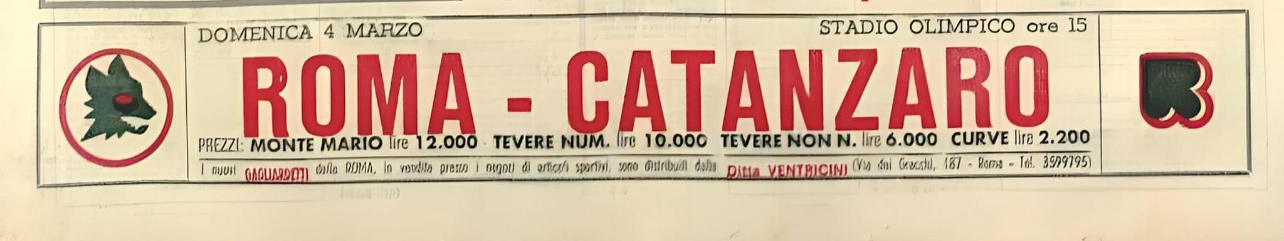 DOMENICA 4 MARZO STADIO OLIMPICO ore 15
ROMA - CATANZARO
PREZZI: MONTE MARIO lire 12.000 - TEVERE NUM. lire 10.000 TEVERE NON N. lire 6.000 CURVE lira 2.200
I nuovi GAGLIARDETTI della ROMA, in vendita presso i negozi di articoli sportivi, sono distribuiti dalla Ditta VENTRICINI (Via dei Gracchi, 187 - Roma - Tel. 3599795)